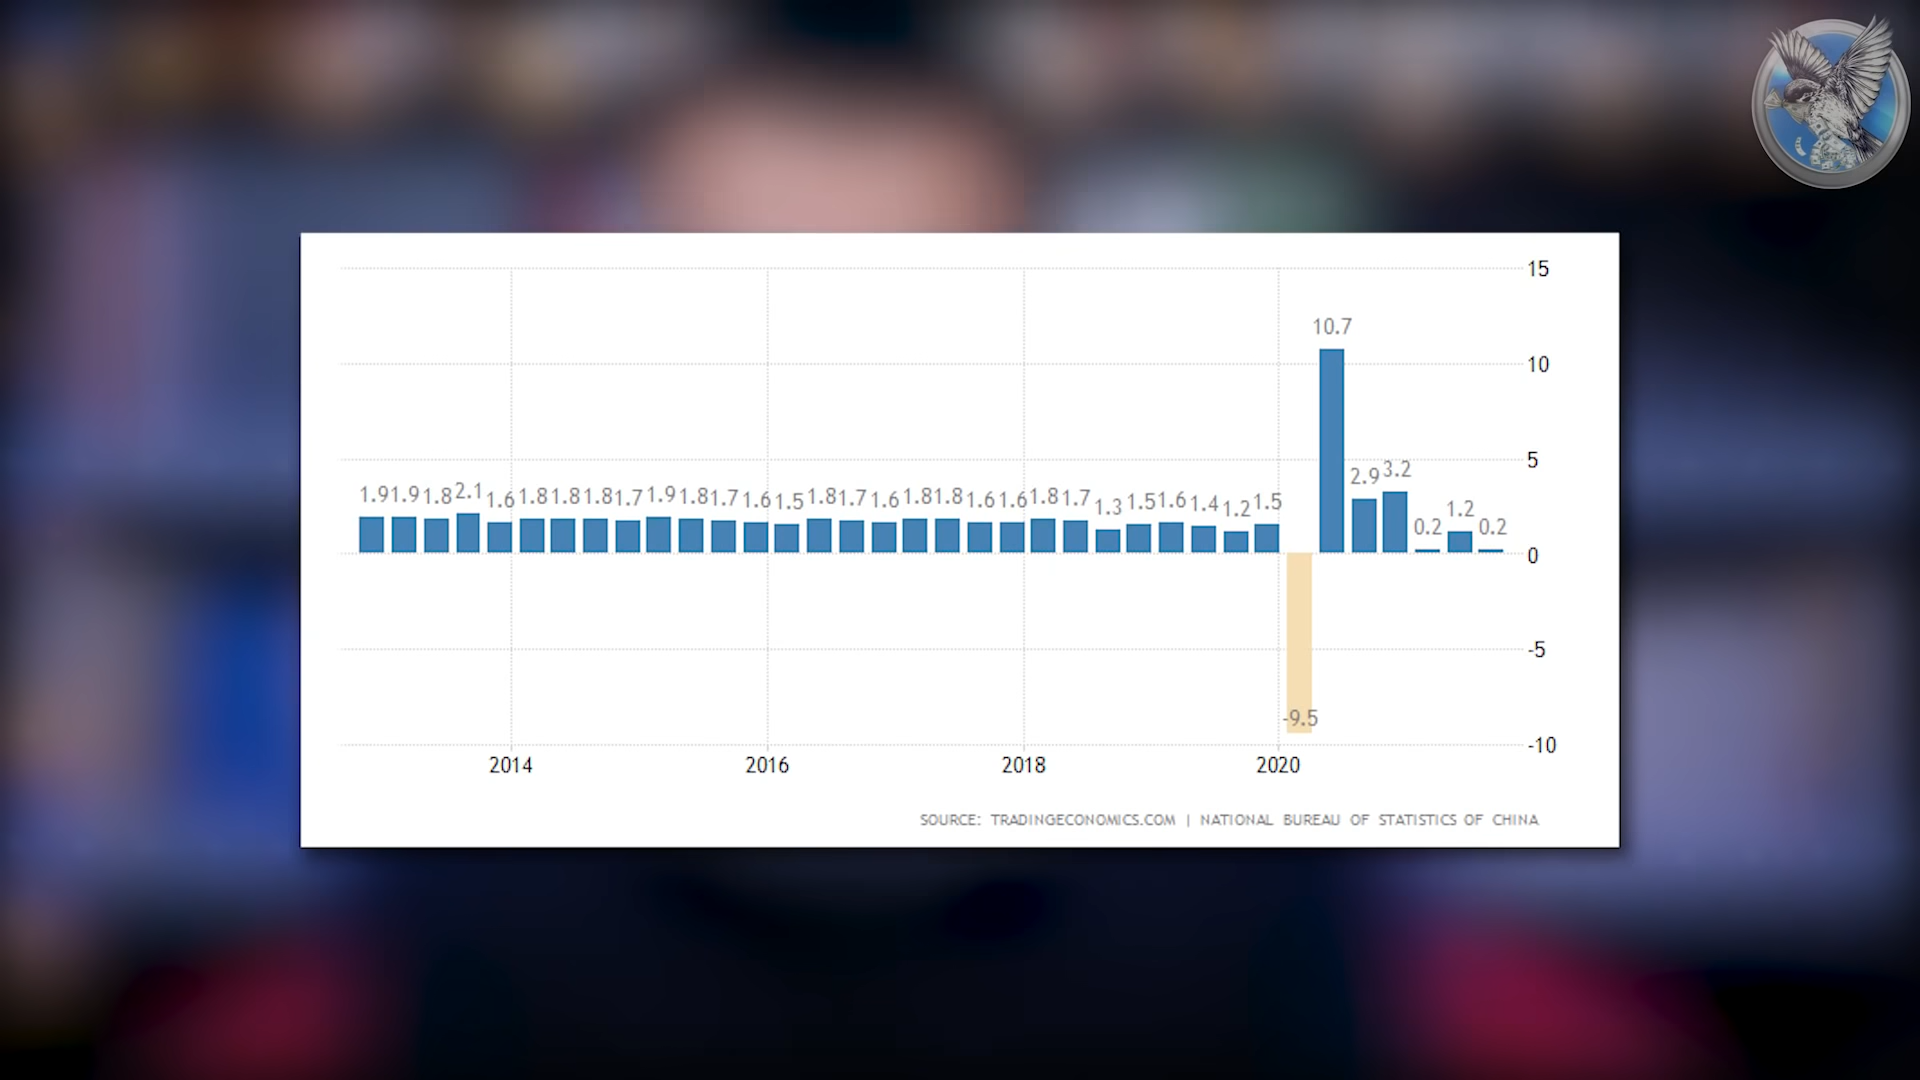 15
10.7
10
2.9 3.2
5
1.9 1.9 1.8 2.1 1.6 1.8 1.8 1.8 1.7 1.9 1.8 1.7 1.6 1.5 1.8 1.7 1.6 1.8 1.8 1.6 1.6 1.8 1.7 1.3 1.5 1.6 1.4 1.2 1.5
0.2 1.2 0.2
0
-5
-9.5
-10
2014 2016 2018 2020
SOURCE: TRADINGECONOMICS.COM | NATIONAL BUREAU OF STATISTICS OF CHINA